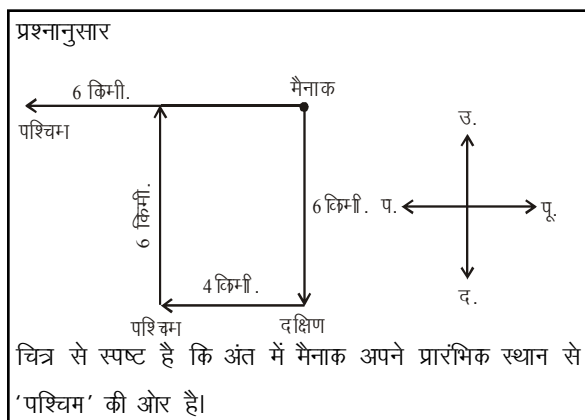 प्रश्नानुसार
6 किमी.
मैनाक
पश्चिम
उ.
6 किमी.
6 किमी.
प.
पू.
4 किमी.
पश्चिम
दक्षिण
द.
चित्र से स्पष्ट है कि अंत में मैनाक अपने प्रारंभिक स्थान से
'पश्चिम' की ओर है।